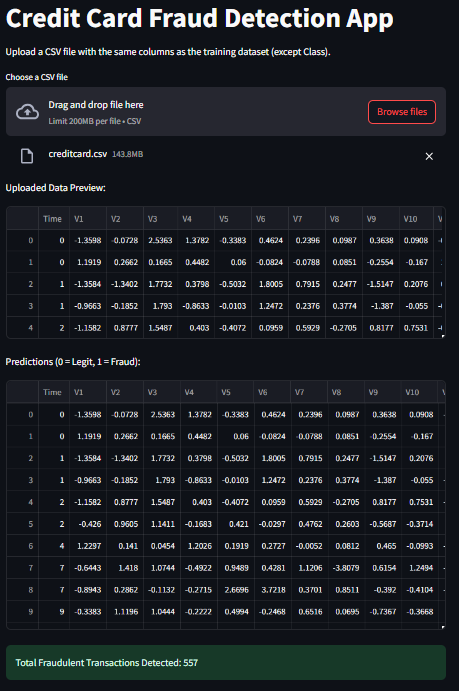 Credit Card Fraud Detection App
Upload a CSV file with the same columns as the training dataset (except Class).
Choose a CSV file
Drag and drop file here
Limit 200MB per file • CSV
Browse files
creditcard.csv 143.8MB
Uploaded Data Preview:
Time V1 V2 V3 V4 V5 V6 V7 V8 V9 V10
0 0 -1.3598 -0.0728 2.5363 1.3782 -0.3383 0.4624 0.2396 0.0987 0.3638 0.0908
1 0 1.1919 0.2662 0.1665 0.4482 0.06 -0.0824 -0.0788 0.0851 -0.2554 -0.167
2 1 -1.3584 -1.3402 1.7732 0.3798 -0.5032 1.8005 0.7915 0.2477 -1.5147 0.2076
3 1 -0.9663 -0.1852 1.793 -0.8633 -0.0103 1.2472 0.2376 0.3774 -1.387 -0.055
4 2 -1.1582 0.8777 1.5487 0.403 -0.4072 0.0959 0.5929 -0.2705 0.8177 0.7531
Predictions (0 = Legit, 1 = Fraud):
Time V1 V2 V3 V4 V5 V6 V7 V8 V9 V10
0 0 -1.3598 -0.0728 2.5363 1.3782 -0.3383 0.4624 0.2396 0.0987 0.3638 0.0908
1 0 1.1919 0.2662 0.1665 0.4482 0.06 -0.0824 -0.0788 0.0851 -0.2554 -0.167
2 1 -1.3584 -1.3402 1.7732 0.3798 -0.5032 1.8005 0.7915 0.2477 -1.5147 0.2076
3 1 -0.9663 -0.1852 1.793 -0.8633 -0.0103 1.2472 0.2376 0.3774 -1.387 -0.055
4 2 -1.1582 0.8777 1.5487 0.403 -0.4072 0.0959 0.5929 -0.2705 0.8177 0.7531
5 2 -0.426 0.9605 1.1411 -0.1683 0.421 -0.0297 0.4762 0.2603 -0.5687 -0.3714
6 4 1.2297 0.141 0.0454 1.2026 0.1919 0.2727 -0.0052 0.0812 0.465 -0.0993
7 7 -0.6443 1.418 1.0744 -0.4922 0.9489 0.4281 1.1206 -3.8079 0.6154 1.2494
8 7 -0.8943 0.2862 -0.1132 -0.2715 2.6696 3.7218 0.3701 0.8511 -0.392 -0.4104
9 9 -0.3383 1.1196 1.0444 -0.2222 0.4994 -0.2468 0.6516 0.0695 -0.7367 -0.3668
Total Fraudulent Transactions Detected: 557